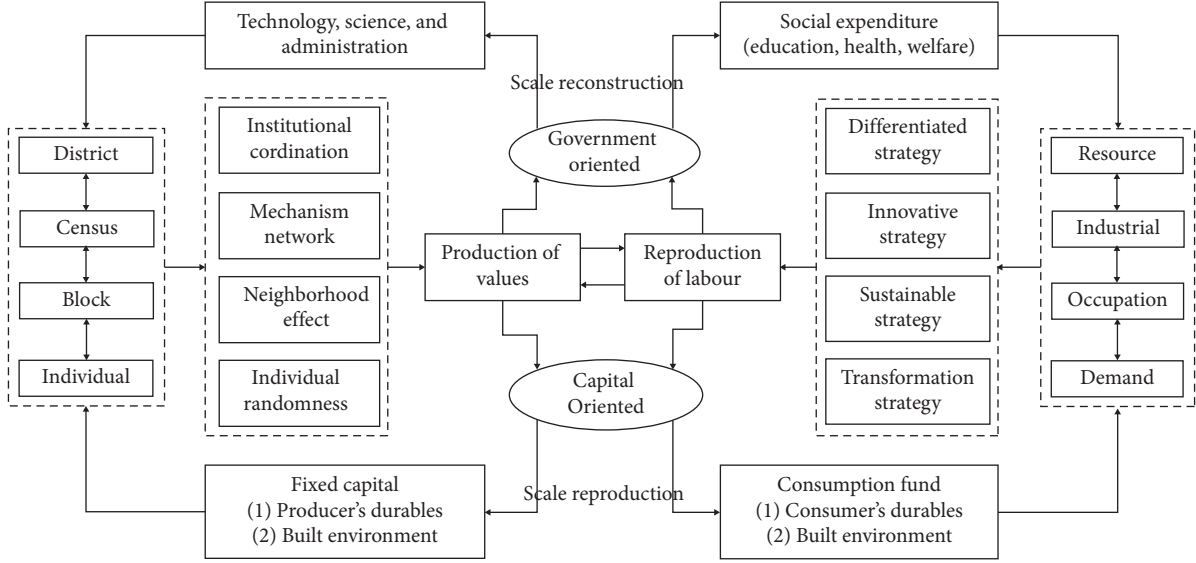 Technology, science, and
administration
Social expenditure
(education, health, welfare)
Scale reconstruction
District
Census
Block
Individual
Institutional
cordination
Mechanism
network
Neighborhood
effect
Individual
randomness
Government
oriented
Production of
values
Reproduction
of labour
Capital
Oriented
Differentiated
strategy
Innovative
strategy
Sustainable
strategy
Transformation
strategy
Resource
Industrial
Occupation
Demand
Fixed capital
(1) Producer’s durables
(2) Built environment
Scale reproduction
Consumption fund
(1) Consumer’s durables
(2) Built environment